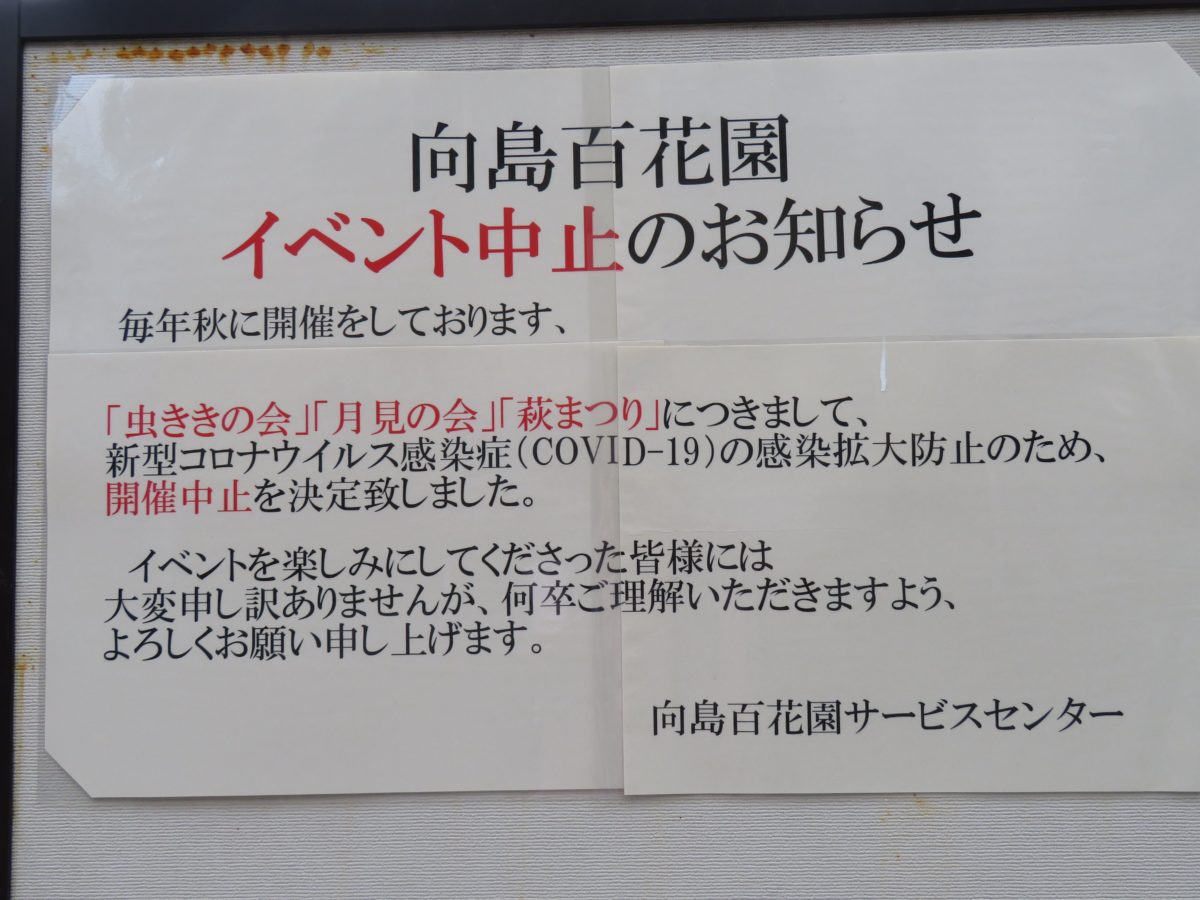 向島百花園
イベント中止のお知らせ
毎年秋に開催をしております、
「虫ききの会」「月見の会」「萩まつり」につきまして、
新型コロナウイルス感染症(COVID-19)の感染拡大防止のため、
開催中止を決定致しました。
イベントを楽しみにしてくださった皆様には
大変申し訳ありませんが、何卒ご理解いただきますよう、
よろしくお願い申し上げます。
向島百花園サービスセンター